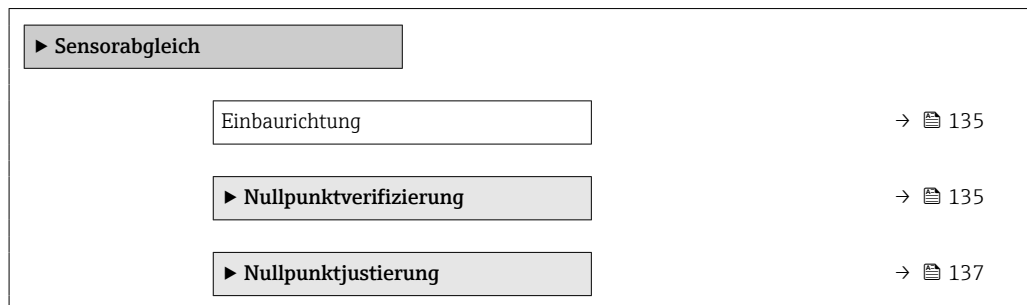 ▶ Sensorabgleich
Einbaurichtung → 135
▶ Nullpunktverifizierung → 135
▶ Nullpunktjustierung → 137